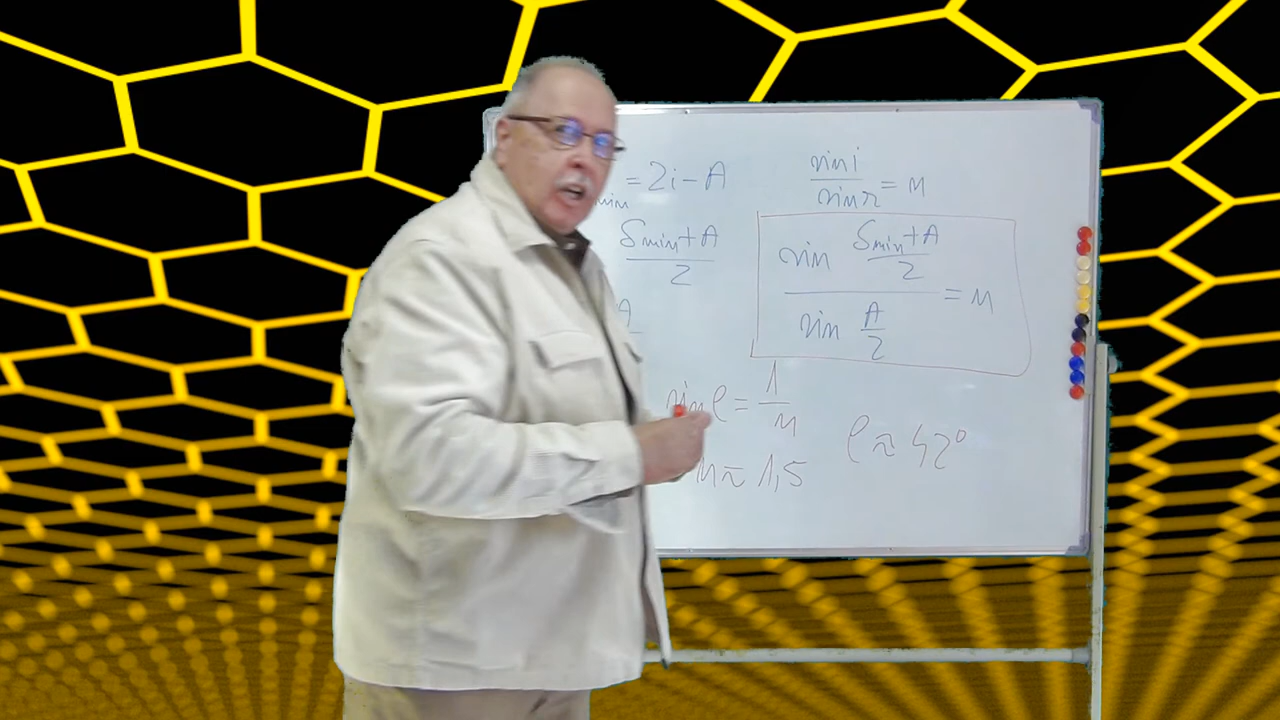 min = 2i - A
sin i / sin r = n
(δmin + A) / 2
sin (δmin + A)/2 / sin A/2 = n
A
sin ℓ = 1/n
n ≈ 1,5
ℓ ≈ 42°